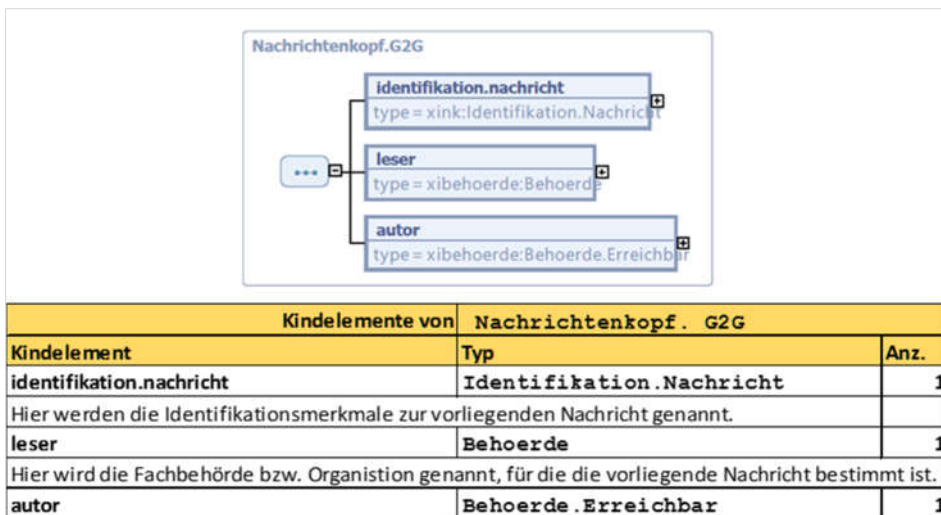 Nachrichtenkopf.G2G
identifikation.nachricht
type = xink:Identifikation.Nachricht
leser
type = xibehoerde:Behoerde
autor
type = xibehoerde:Behoerde.Erreichbar
Kindelemente von Nachrichtenkopf. G2G
Kindelement Typ Anz.
identifikation.nachricht Identifikation.Nachricht 1
Hier werden die Identifikationsmerkmale zur vorliegenden Nachricht genannt.
leser Behoerde 1
Hier wird die Fachbehörde bzw. Organistion genannt, für die die vorliegende Nachricht bestimmt ist.
autor Behoerde.Erreichbar 1